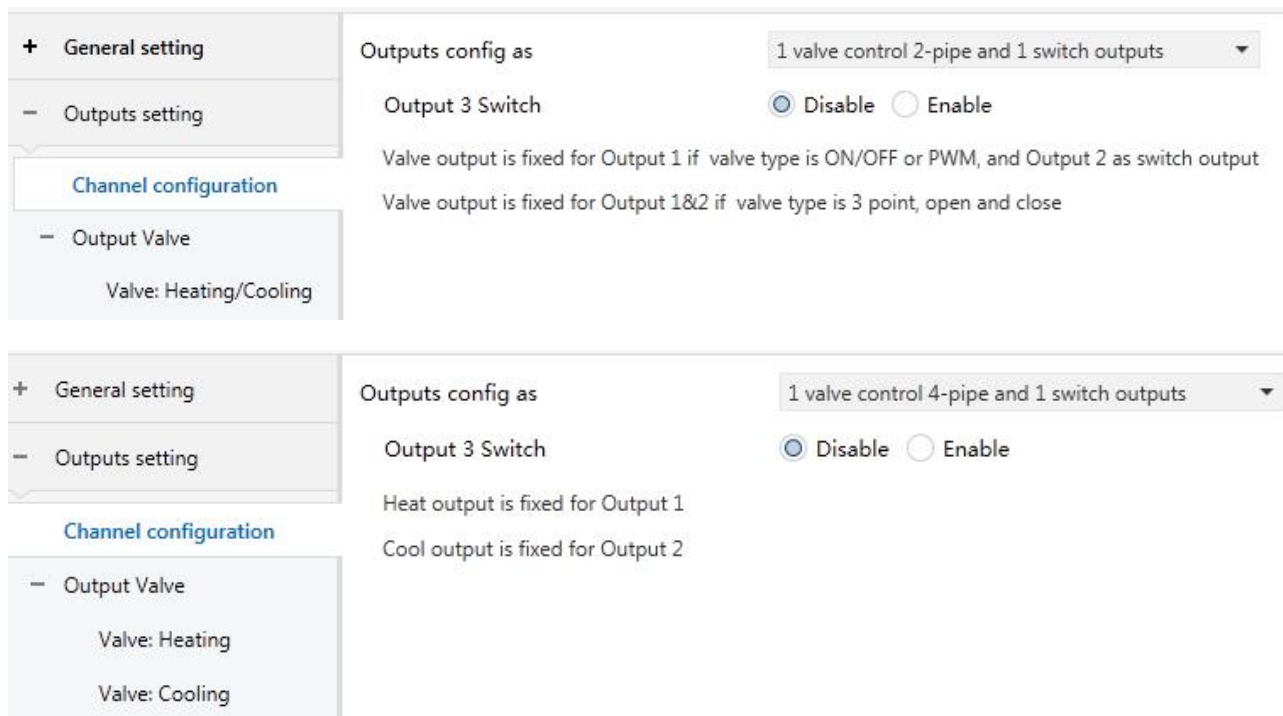 + General setting
Outputs config as
1 valve control 2-pipe and 1 switch outputs
− Outputs setting
Output 3 Switch
Disable Enable
Valve output is fixed for Output 1 if valve type is ON/OFF or PWM, and Output 2 as switch output
Channel configuration
Valve output is fixed for Output 1&2 if valve type is 3 point, open and close
− Output Valve
Valve: Heating/Cooling
+ General setting
Outputs config as
1 valve control 4-pipe and 1 switch outputs
− Outputs setting
Output 3 Switch
Disable Enable
Heat output is fixed for Output 1
Channel configuration
Cool output is fixed for Output 2
− Output Valve
Valve: Heating
Valve: Cooling